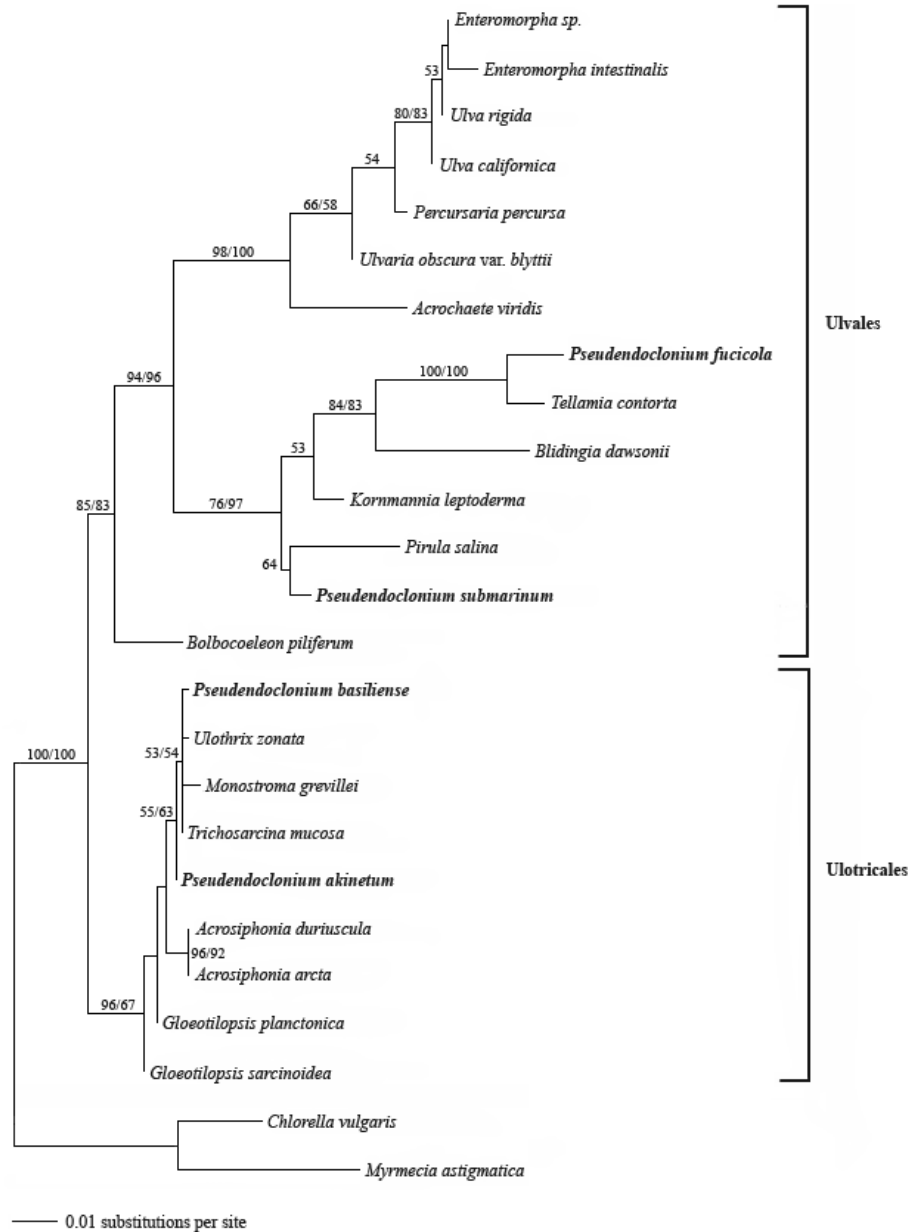 Enteromorpha sp.
53
Enteromorpha intestinalis
80/83
Ulva rigida
54
Ulva californica
66/58
Percursaria percursa
98/100
Ulvaria obscura var. blyttii
Acrochaete viridis
Ulvales
Pseudendoclonium fucicola
100/100
94/96
Tellamia contorta
84/83
Blidingia dawsonii
53
Kornmannia leptoderma
85/83
76/97
Pirula salina
64
Pseudendoclonium submarinum
Bolbocoeleon piliferum
Pseudendoclonium basiliense
Ulothrix zonata
100/100
53/54
Monostroma grevillei
55/63
Trichosarcina mucosa
Ulotricales
Pseudendoclonium akinetum
Acrosiphonia duriuscula
96/92
Acrosiphonia arcta
96/67
Gloeotilopsis planctonica
Gloeotilopsis sarcinoidea
Chlorella vulgaris
Myrmecia astigmatica
0.01 substitutions per site